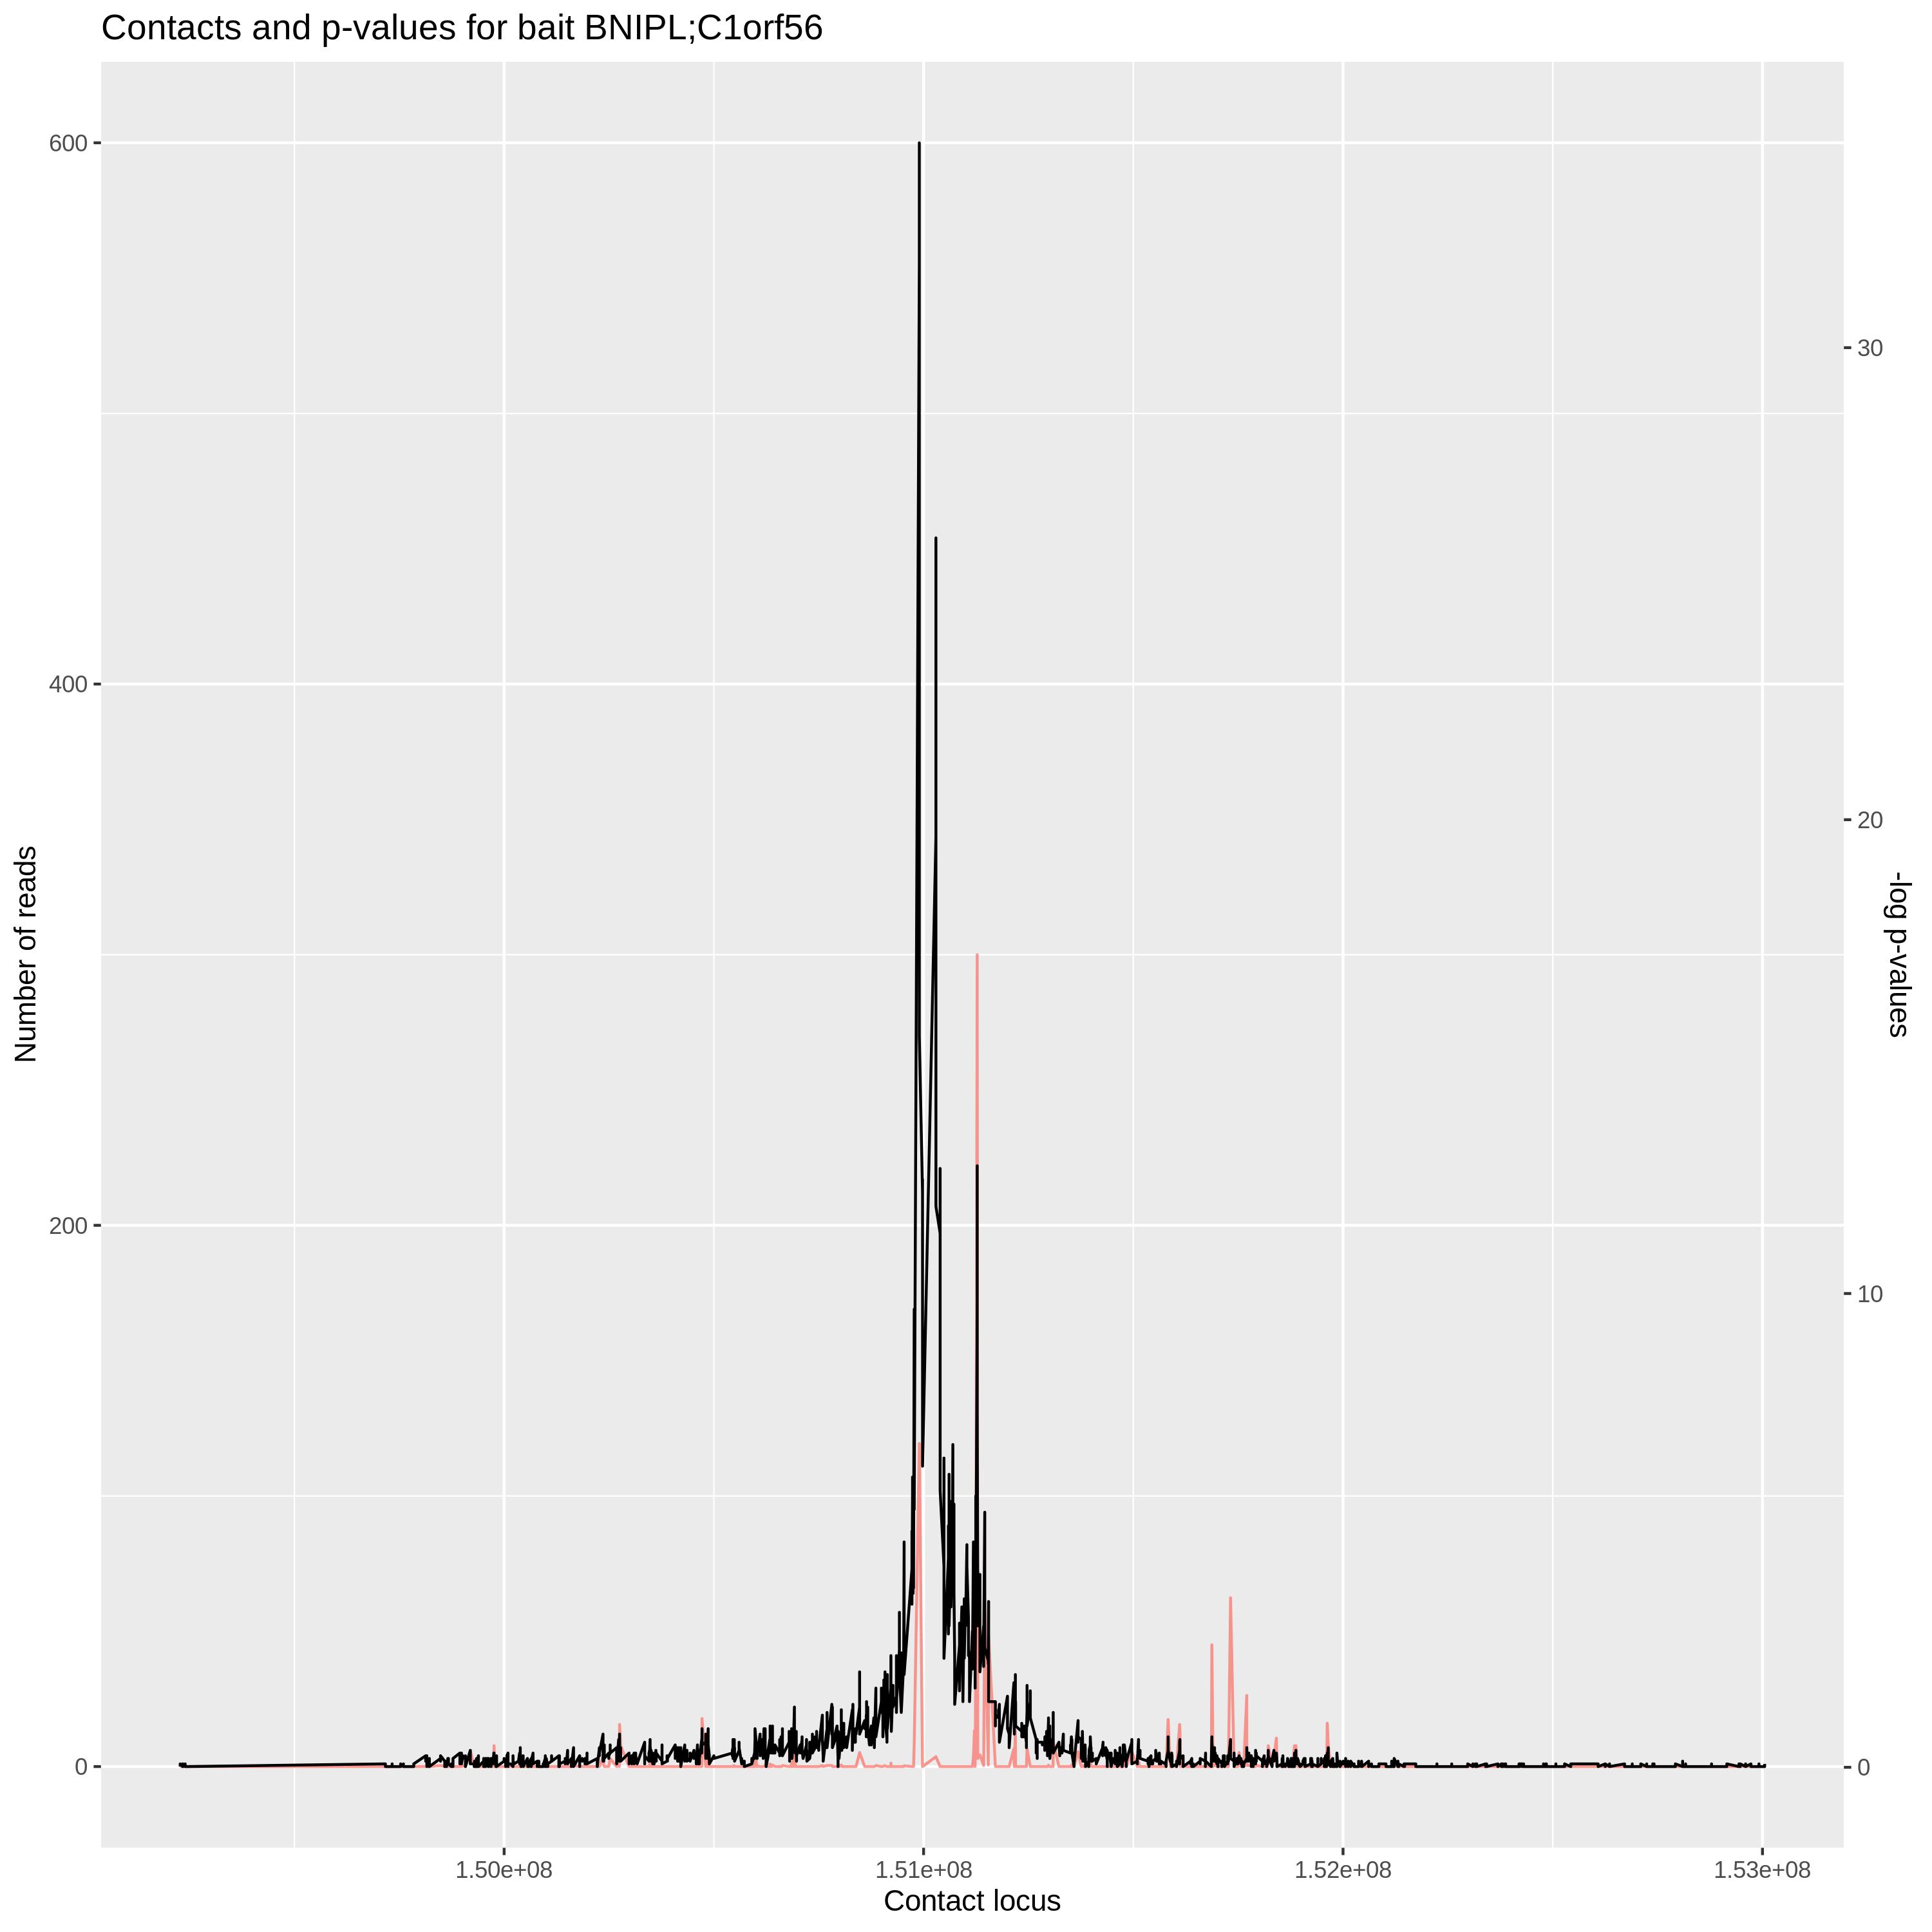 Contacts and p-values for bait BNIPL;C1orf56
600
400
200
0
Number of reads
30
20
10
0
-log p-values
1.50e+08
1.51e+08
1.52e+08
1.53e+08
Contact locus